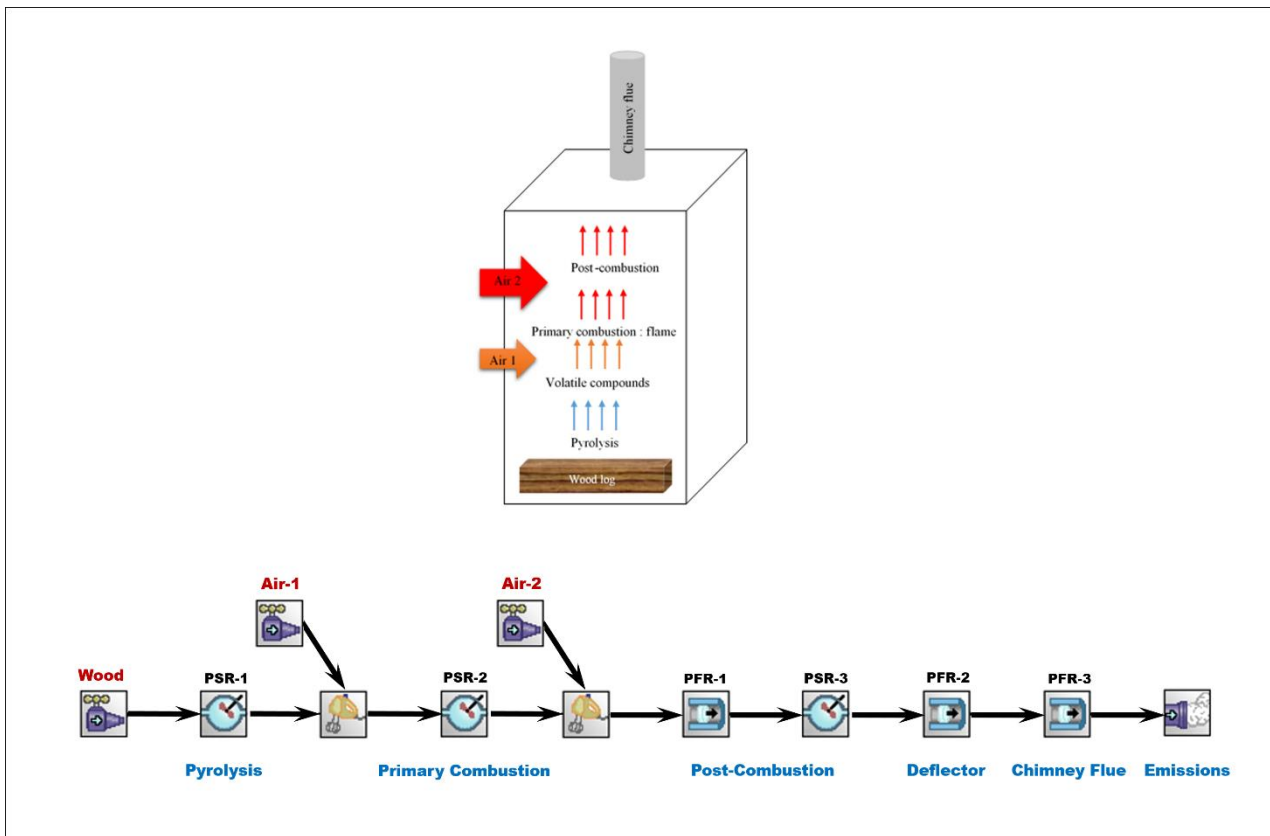 Chimney flue
Post-combustion
Air 2
Primary combustion : flame
Air 1
Volatile compounds
Pyrolysis
Wood log
Air-1
Air-2
Wood
PSR-1
PSR-2
PFR-1
PSR-3
PFR-2
PFR-3
Pyrolysis
Primary Combustion
Post-Combustion
Deflector
Chimney Flue
Emissions